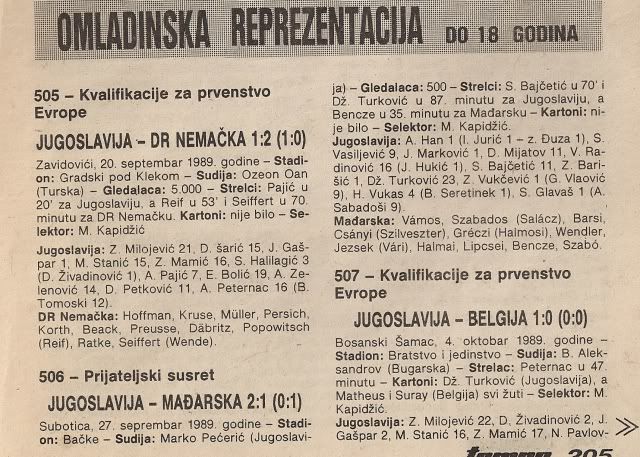 OMLADINSKA REPREZENTACIJA DO 18 GODINA
505 – Kvalifikacije za prvenstvo
Evrope
JUGOSLAVIJA – DR NEMAČKA 1:2 (1:0)
Zavidovići, 20. septembar 1989. godine – Stadi-
on: Gradski pod Klekom – Sudija: Ozeon Oan
(Turska) – Gledalaca: 5.000 – Strelci: Pajić u
20' za Jugoslaviju, a Reif u 53' i Seiffert u 70.
minutu za DR Nemačku. Kartoni: nije bilo – Se-
lektor: M. Kapidžić
Jugoslavija: Z. Milojević 21, D. šarić 15, J. Gaš-
par 1, M. Stanić 15, Z. Mamić 16, S. Halilagić 3
(D. Živadinović 1), A. Pajić 7, E. Bolić 19, A. Ze-
lenović 14, D. Petković 11, A. Peternac 16 (B.
Tomoski 12).
DR Nemačka: Hoffman, Kruse, Müller, Persich,
Korth, Beack, Preusse, Däbritz, Popowitsch
(Reif), Ratke, Seiffert (Wende).
506 – Prijateljski susret
JUGOSLAVIJA – MAĐARSKA 2:1 (0:1)
Subotica, 27. seprembar 1989. godine – Stadi-
on: Bačke – Sudija: Marko Pećerić (Jugoslavi-
ja) – Gledalaca: 500 – Strelci: S. Bajčetić u 70' i
Dž. Turković u 87. minutu za Jugoslaviju, a
Bencze u 35. minutu za Mađarsku – Kartoni: ni-
je bilo – Selektor: M. Kapidžić.
Jugoslavija: A. Han 1 (I. Jurić 1 – z. Đuza 1), S.
Vasiljević 9, J. Marković 1, D. Mijatov 11, V. Ra-
dinović 16 (J. Hukić 1), S. Bajčetić 11, Z. Bari-
šić 1, Dž. Turković 23, Z. Vukčević 1 (G. Vlaović
9), H. Vukas 4 (B. Seretinek 1), S. Glavaš 1 (A.
Sabadoši 9).
Mađarska: Vámos, Szabados (Salácz), Barsi,
Csányi (Szilveszter), Gréczi (Halmosi), Wendler,
Jezsek (Vári), Halmai, Lipcsei, Bencze, Szabó.
507 – Kvalifikacije za prvenstvo
Evrope
JUGOSLAVIJA – BELGIJA 1:0 (0:0)
Bosanski Šamac, 4. oktobar 1989. godine –
Stadion: Bratstvo i jedinstvo – Sudija: B. Alek-
sandrov (Bugarska) – Strelac: Peternac u 47.
minutu – Kartoni: Dž. Turković (Jugoslavija), a
Matheus i Suray (Belgija) svi žuti – Selektor: M.
Kapidžić.
Jugoslavija: Z. Milojević 22, D. Živadinović 2, J.
Gašpar 2, M. Stanić 16, Z. Mamić 17, N. Pavlov-
tempo 205